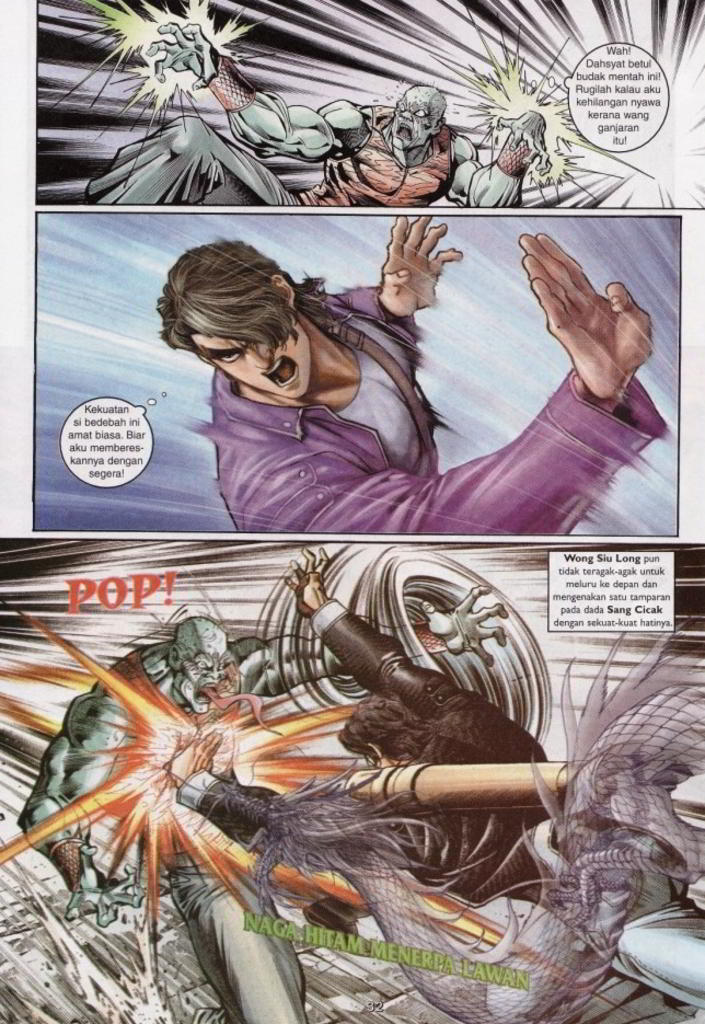 Wah!
Dahsyat betul
budak mentah ini!
Rugilah kalau aku
kehilangan nyawa
kerana wang
ganjaran
itu!
Kekuatan
si bedebah ini
amat biasa. Biar
aku memberes-
kannya dengan
segera!
Wong Siu Long pun
tidak teragak-agak untuk
meluru ke depan dan
mengenakan satu tamparan
pada dada Sang Cicak
dengan sekuat-kuat hatinya.
POP!
NAGA HITAM MENERPA LAWAN
32